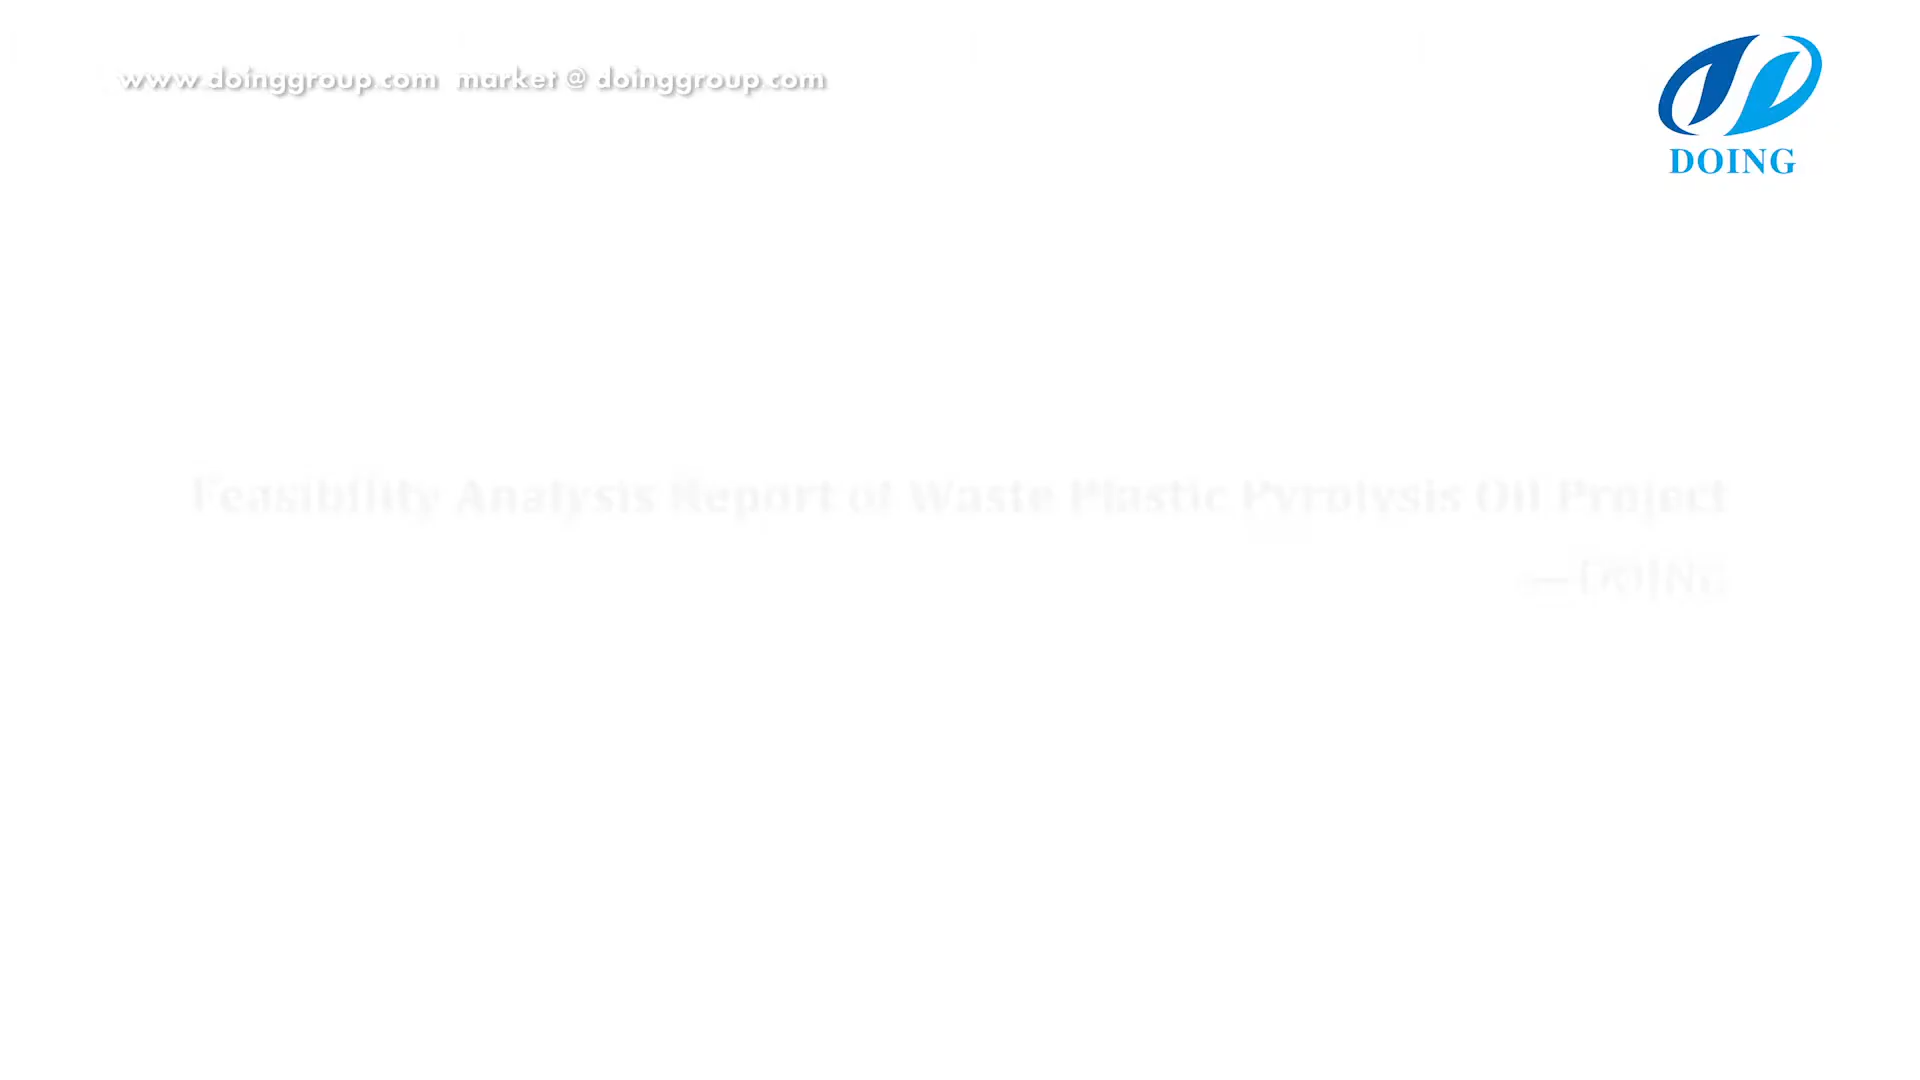 www.doinggroup.com market @ doinggroup.com
DOING
Feasibility Analysis Report of Waste Plastic Pyrolysis Oil Project
—DOING